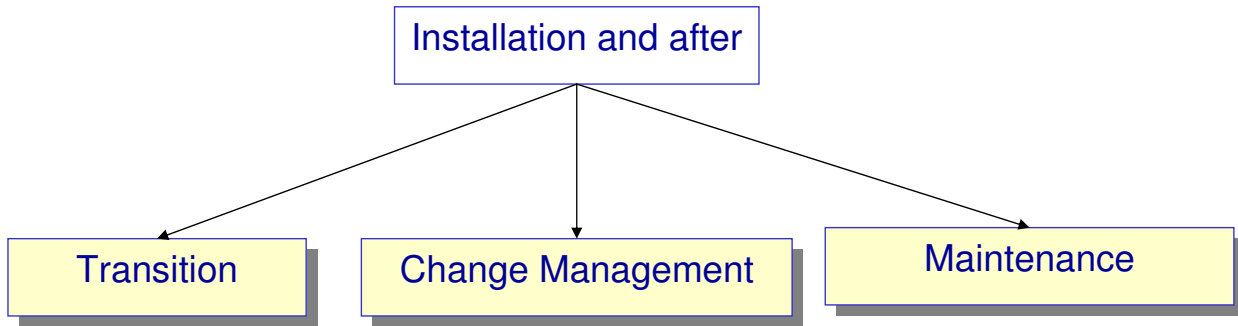 Installation and after
Transition
Change Management
Maintenance